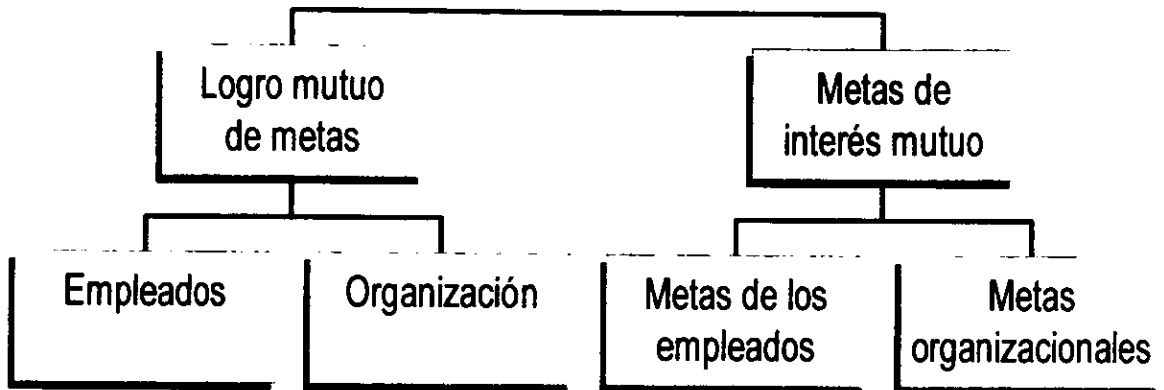 Logro mutuo
de metas
Metas de
interés mutuo
Empleados
Organización
Metas de los
empleados
Metas
organizacionales